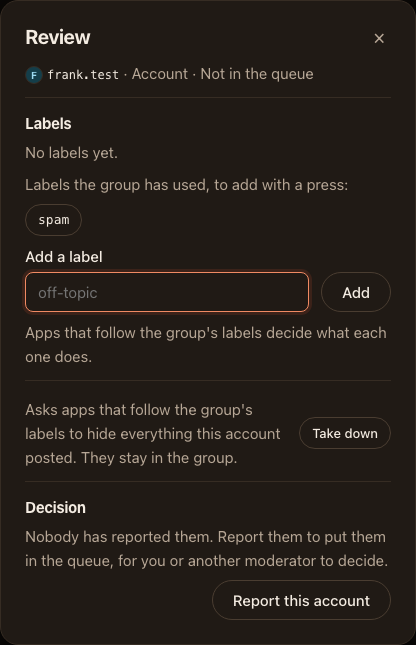 Review
×
F frank.test · Account · Not in the queue
Labels
No labels yet.
Labels the group has used, to add with a press:
spam
Add a label
off-topic
Add
Apps that follow the group's labels decide what each
one does.
Asks apps that follow the group's
labels to hide everything this account
posted. They stay in the group.
Take down
Decision
Nobody has reported them. Report them to put them
in the queue, for you or another moderator to decide.
Report this account